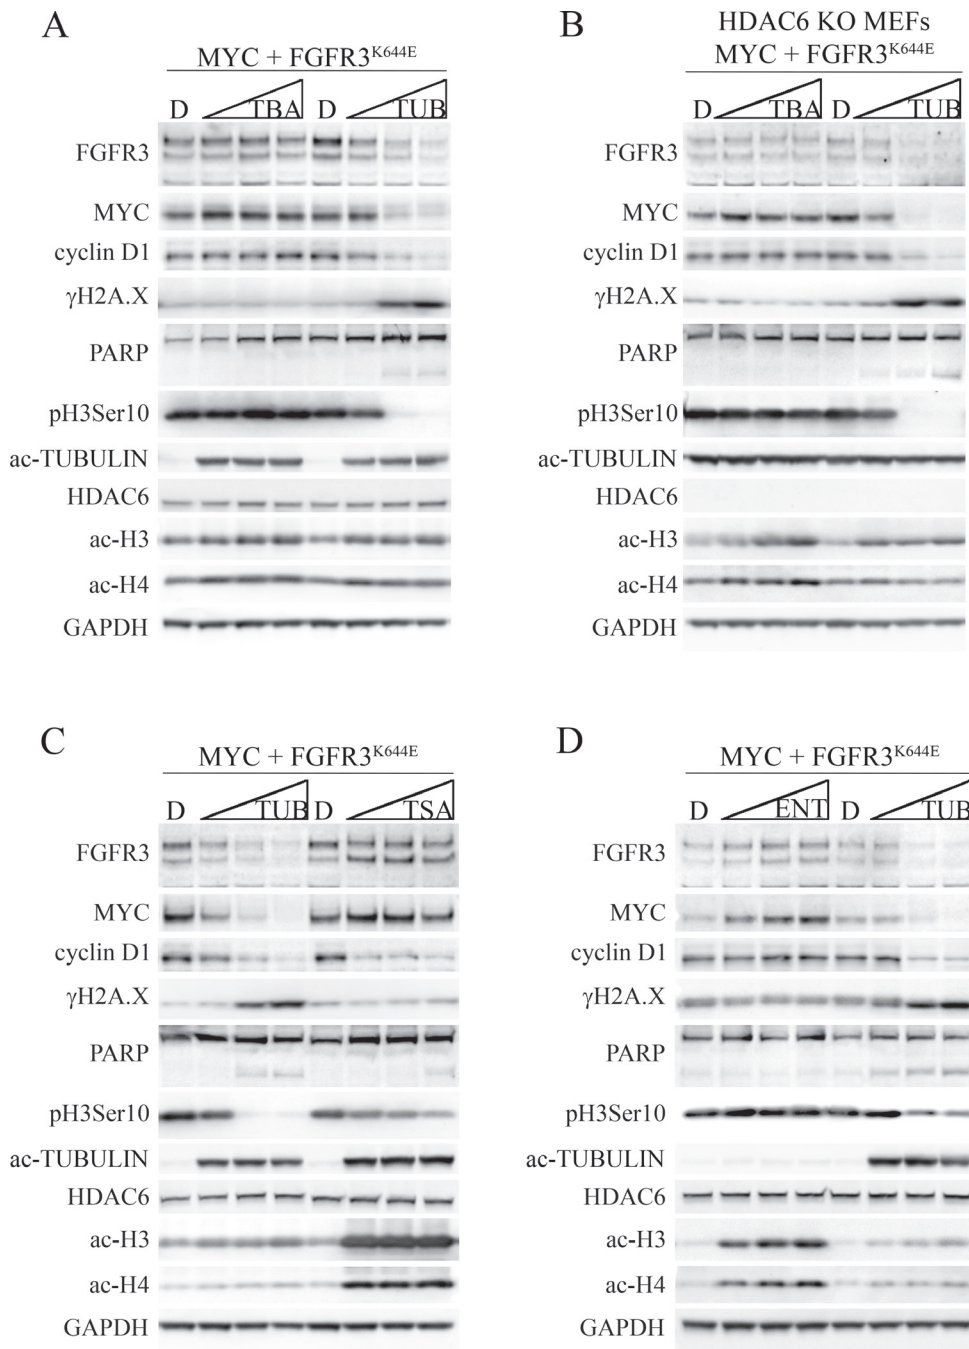 A
MYC + FGFR3K644E
D TBA D TUB
FGFR3
MYC
cyclin D1
γH2A.X
PARP
pH3Ser10
ac-TUBULIN
HDAC6
ac-H3
ac-H4
GAPDH
B
HDAC6 KO MEFs
MYC + FGFR3K644E
D TBA D TUB
FGFR3
MYC
cyclin D1
γH2A.X
PARP
pH3Ser10
ac-TUBULIN
HDAC6
ac-H3
ac-H4
GAPDH
C
MYC + FGFR3K644E
D TUB D TSA
FGFR3
MYC
cyclin D1
γH2A.X
PARP
pH3Ser10
ac-TUBULIN
HDAC6
ac-H3
ac-H4
GAPDH
D
MYC + FGFR3K644E
D ENT D TUB
FGFR3
MYC
cyclin D1
γH2A.X
PARP
pH3Ser10
ac-TUBULIN
HDAC6
ac-H3
ac-H4
GAPDH